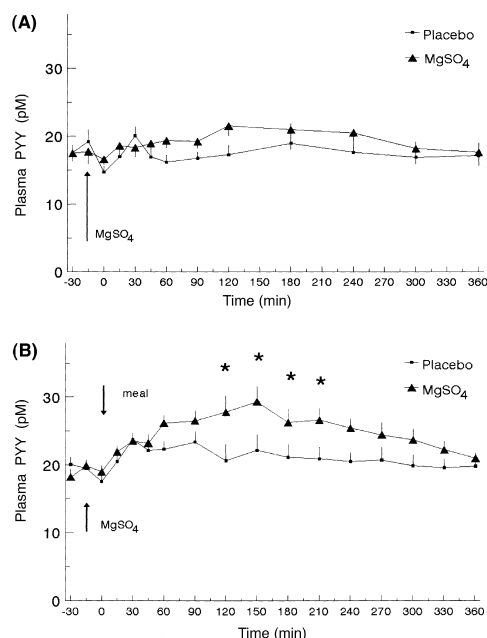 (A)
Placebo
MgSO4
30
20
10
0
Plasma PYY (pM)
MgSO4
-30 0 30 60 90 120 150 180 210 240 270 300 330 360
Time (min)
(B)
Placebo
MgSO4
meal
* * * *
30
20
10
0
Plasma PYY (pM)
MgSO4
-30 0 30 60 90 120 150 180 210 240 270 300 330 360
Time (min)